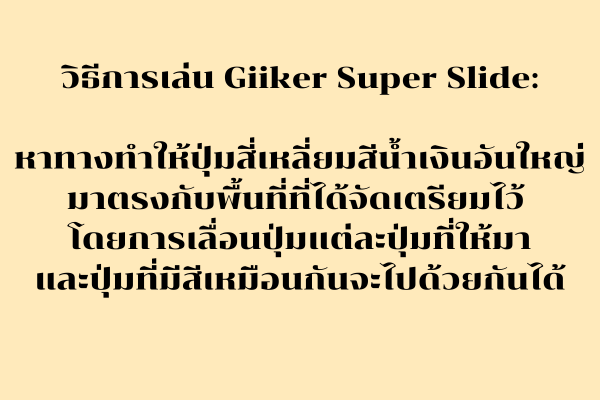 วิธีการเล่น Giiker Super Slide:
หาทางทำให้ปุ่มสี่เหลี่ยมสีน้ำเงินอันใหญ่
มาตรงกับพื้นที่ที่ได้จัดเตรียมไว้
โดยการเลื่อนปุ่มแต่ละปุ่มที่ให้มา
และปุ่มที่มีสีเหมือนกันจะไปด้วยกันได้